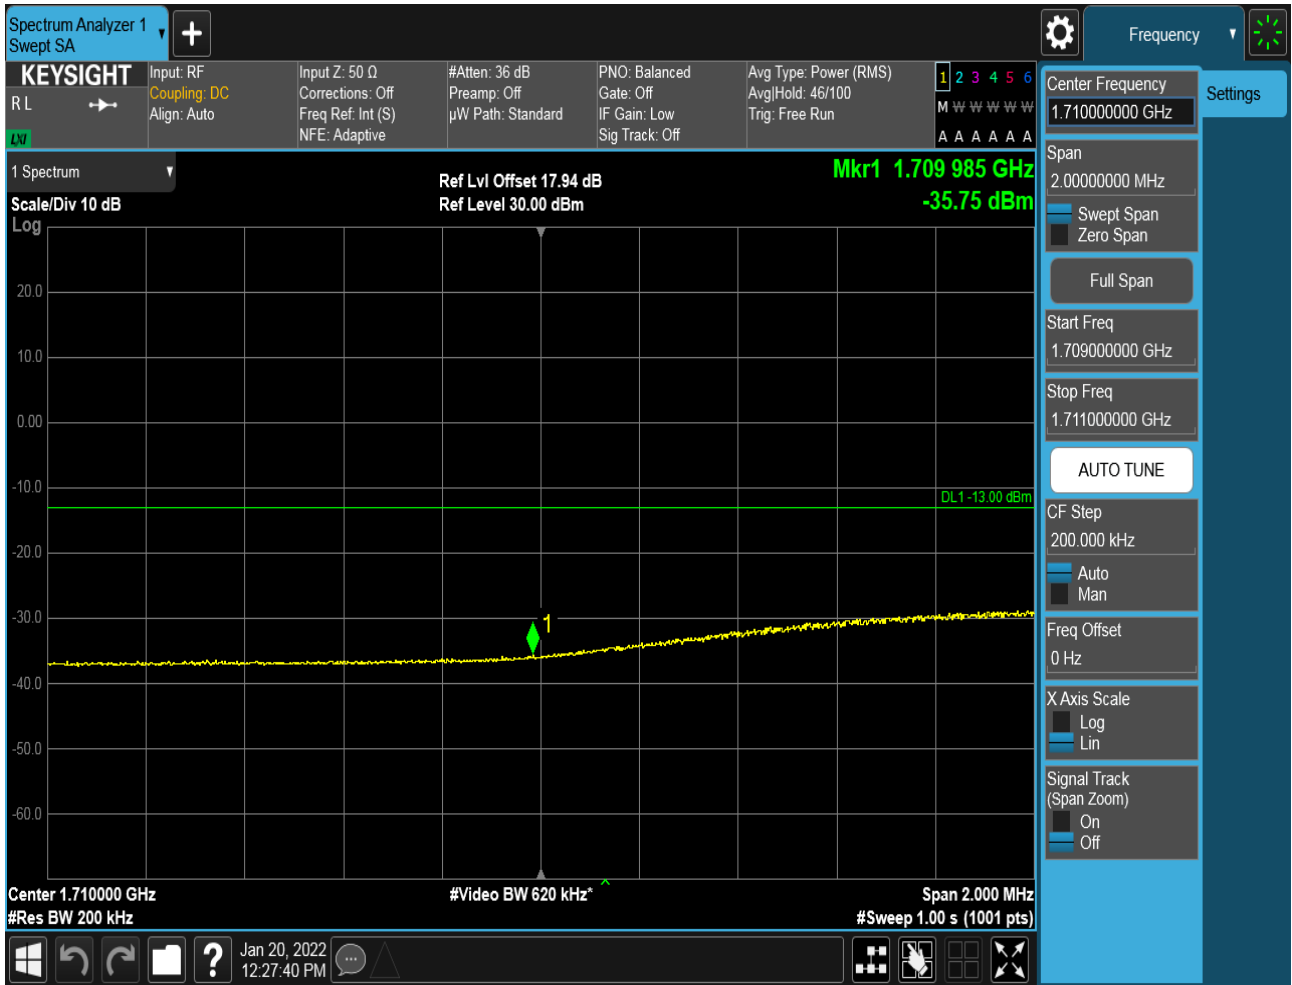 Spectrum Analyzer 1
Swept SA
+
Frequency
KEYSIGHT
R L
LXI
Input: RF
Coupling: DC
Align: Auto
Input Z: 50 Ω
Corrections: Off
Freq Ref: Int (S)
NFE: Adaptive
#Atten: 36 dB
Preamp: Off
µW Path: Standard
PNO: Balanced
Gate: Off
IF Gain: Low
Sig Track: Off
Avg Type: Power (RMS)
Avg|Hold: 46/100
Trig: Free Run
1 2 3 4 5 6
M W W W W W
A A A A A A
1 Spectrum
Scale/Div 10 dB
Log
Ref Lvl Offset 17.94 dB
Ref Level 30.00 dBm
Mkr1 1.709 985 GHz
-35.75 dBm
20.0
10.0
0.00
-10.0
-20.0
-30.0
-40.0
-50.0
-60.0
DL1 -13.00 dBm
1
Center 1.710000 GHz
#Res BW 200 kHz
#Video BW 620 kHz*
Span 2.000 MHz
#Sweep 1.00 s (1001 pts)
?
Jan 20, 2022
12:27:40 PM
Center Frequency
1.710000000 GHz
Settings
Span
2.00000000 MHz
Swept Span
Zero Span
Full Span
Start Freq
1.709000000 GHz
Stop Freq
1.711000000 GHz
AUTO TUNE
CF Step
200.000 kHz
Auto
Man
Freq Offset
0 Hz
X Axis Scale
Log
Lin
Signal Track
(Span Zoom)
On
Off